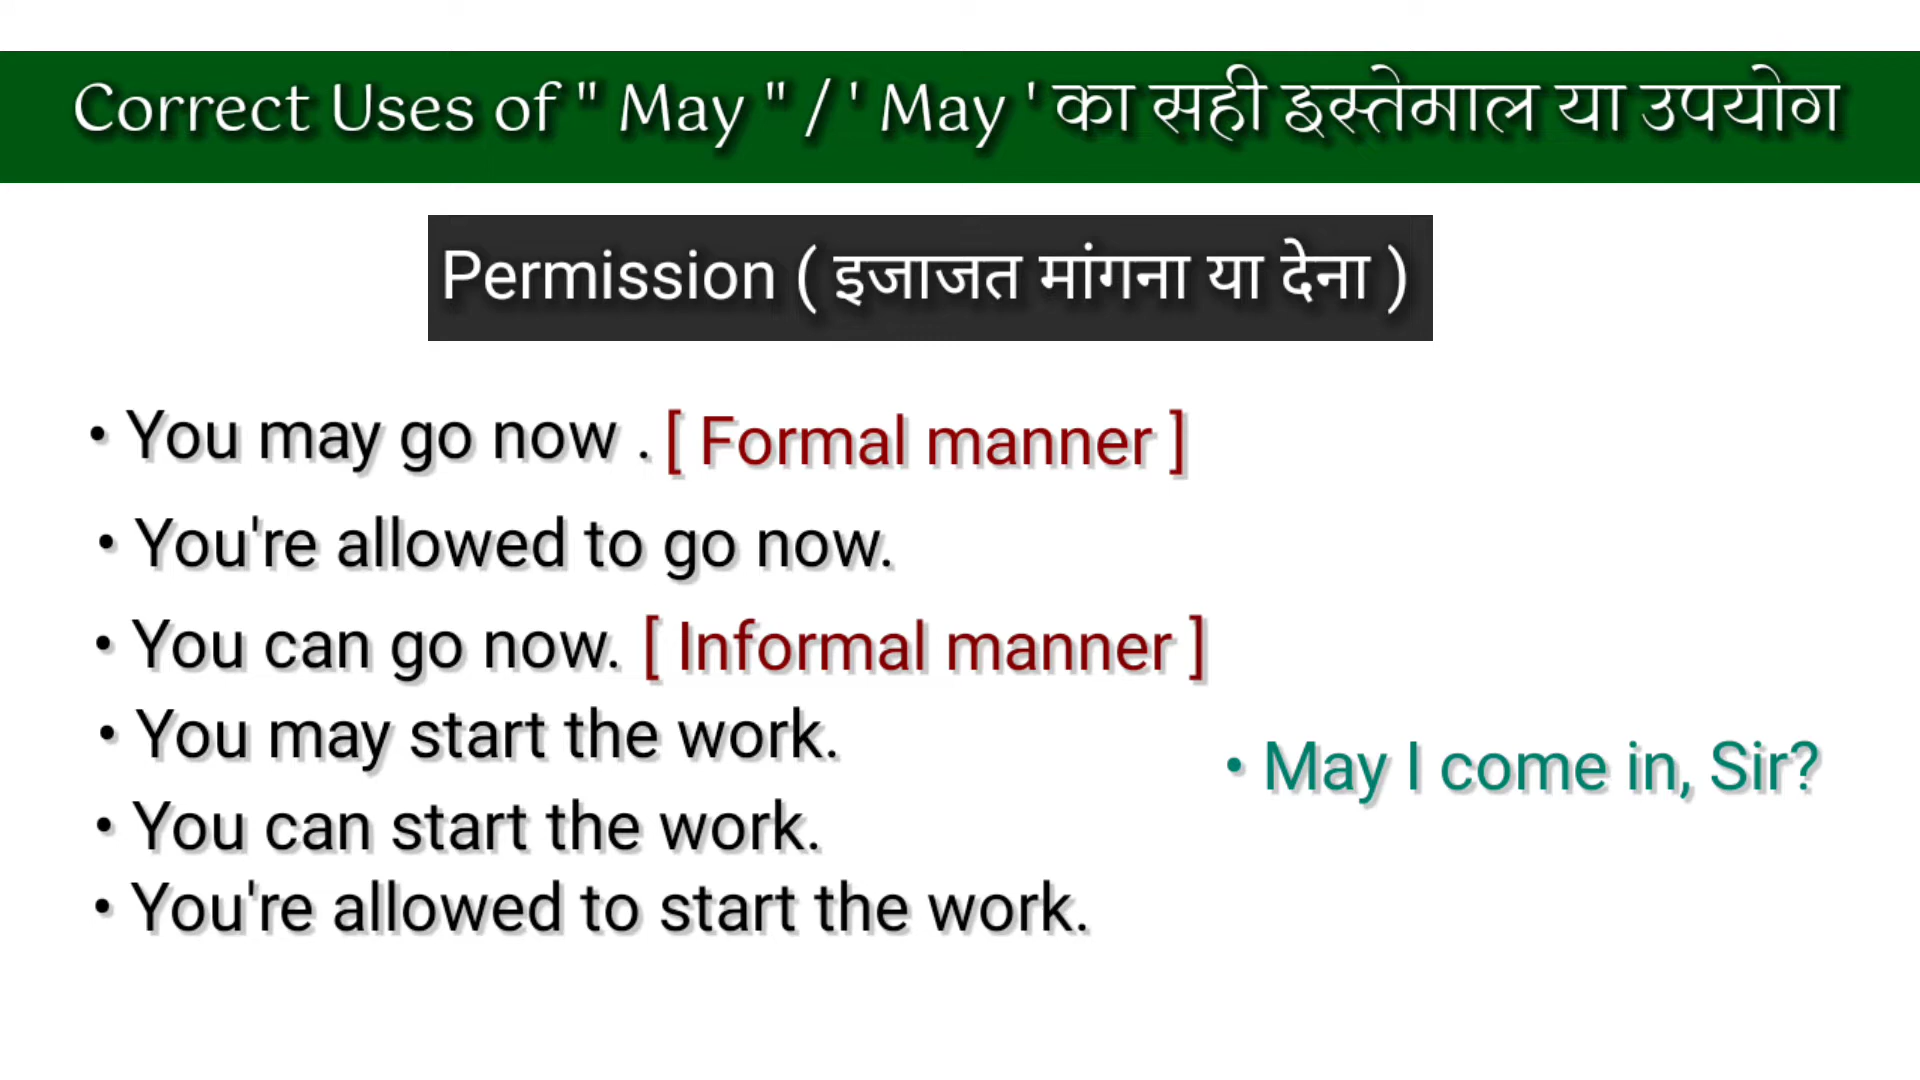 Correct Uses of " May " / ' May ' का सही इस्तेमाल या उपयोग
Permission ( इजाजत मांगना या देना )
• You may go now . [ Formal manner ]
• You're allowed to go now.
• You can go now. [ Informal manner ]
• You may start the work.
• May I come in, Sir?
• You can start the work.
• You're allowed to start the work.